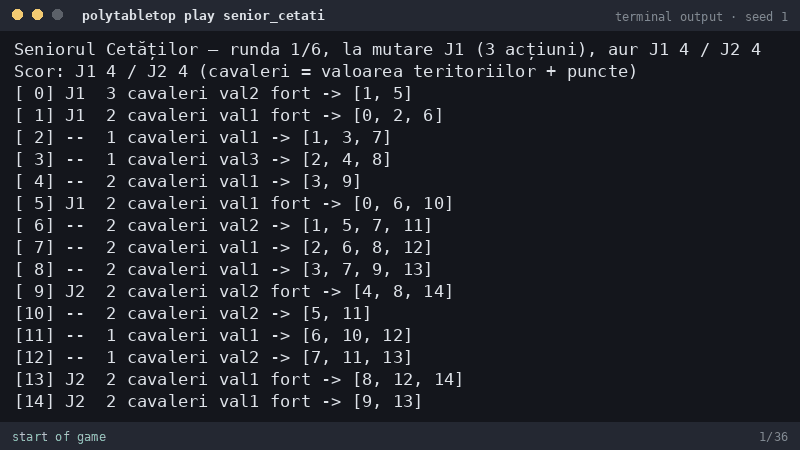 polytabletop play senior_cetati
terminal output · seed 1
Seniorul Cetăților — runda 1/6, la mutare J1 (3 acțiuni), aur J1 4 / J2 4
Scor: J1 4 / J2 4 (cavaleri = valoarea teritoriilor + puncte)
[ 0] J1  3 cavaleri val2 fort -> [1, 5]
[ 1] J1  2 cavaleri val1 fort -> [0, 2, 6]
[ 2] --  1 cavaleri val1 -> [1, 3, 7]
[ 3] --  1 cavaleri val3 -> [2, 4, 8]
[ 4] --  2 cavaleri val1 -> [3, 9]
[ 5] J1  2 cavaleri val1 fort -> [0, 6, 10]
[ 6] --  2 cavaleri val2 -> [1, 5, 7, 11]
[ 7] --  2 cavaleri val1 -> [2, 6, 8, 12]
[ 8] --  2 cavaleri val1 -> [3, 7, 9, 13]
[ 9] J2  2 cavaleri val2 fort -> [4, 8, 14]
[10] --  2 cavaleri val2 -> [5, 11]
[11] --  1 cavaleri val1 -> [6, 10, 12]
[12] --  1 cavaleri val2 -> [7, 11, 13]
[13] J2  2 cavaleri val1 fort -> [8, 12, 14]
[14] J2  2 cavaleri val1 fort -> [9, 13]
start of game
1/36